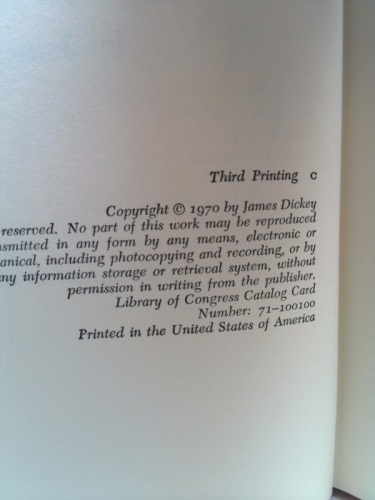 Third Printing c
Copyright © 1970 by James Dickey
reserved. No part of this work may be reproduced
in any form by any means, electronic or
including photocopying and recording, or by
information storage or retrieval system, without
permission in writing from the publisher.
Library of Congress Catalog Card
Number: 71–100100
Printed in the United States of America